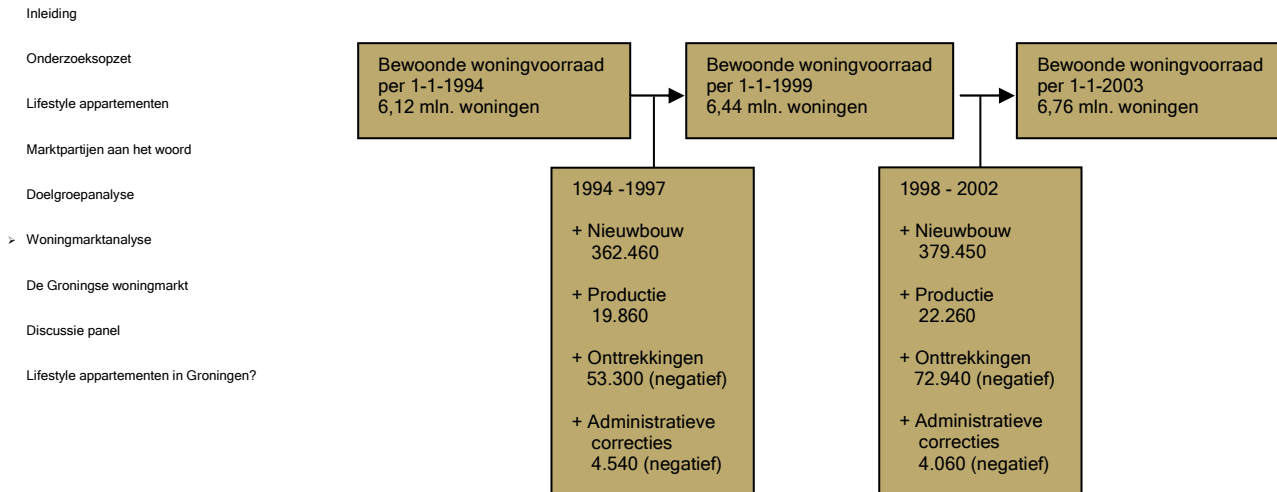 Inleiding
Onderzoeksopzet
Lifestyle appartementen
Marktpartijen aan het woord
Doelgroepanalyse
➢ Woningmarktanalyse
De Groningse woningmarkt
Discussie panel
Lifestyle appartementen in Groningen?
Bewoonde woningvoorraad
per 1-1-1994
6,12 mln. woningen
Bewoonde woningvoorraad
per 1-1-1999
6,44 mln. woningen
Bewoonde woningvoorraad
per 1-1-2003
6,76 mln. woningen
1994 -1997
+ Nieuwbouw
362.460
+ Productie
19.860
+ Onttrekkingen
53.300 (negatief)
+ Administratieve
correcties
4.540 (negatief)
1998 - 2002
+ Nieuwbouw
379.450
+ Productie
22.260
+ Onttrekkingen
72.940 (negatief)
+ Administratieve
correcties
4.060 (negatief)